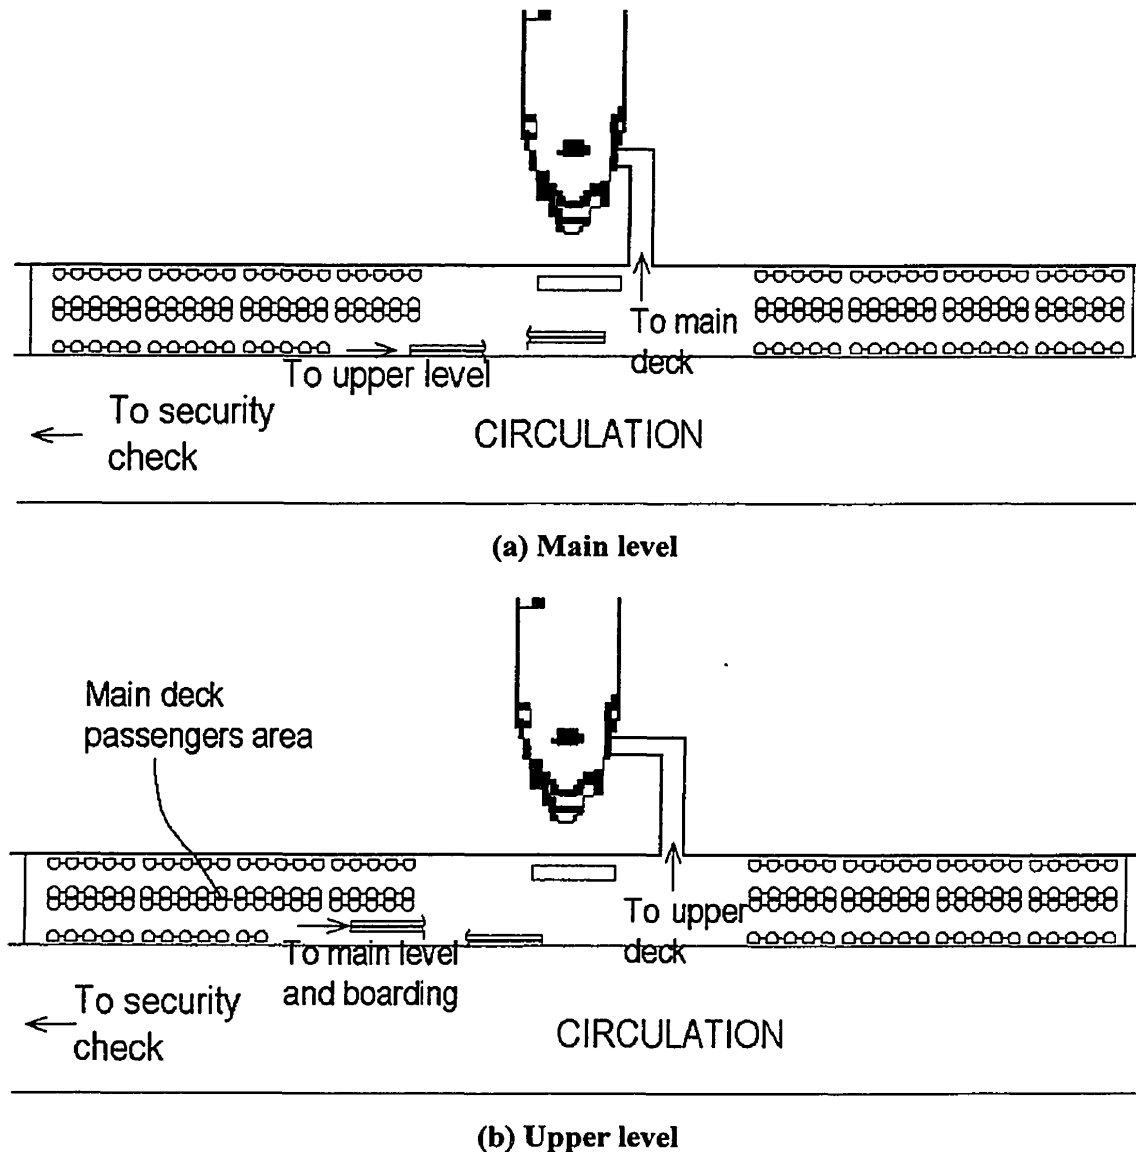 To main
deck
To upper level
To security
check
CIRCULATION
(a) Main level
Main deck
passengers area
To upper
deck
To main level
and boarding
To security
check
CIRCULATION
(b) Upper level